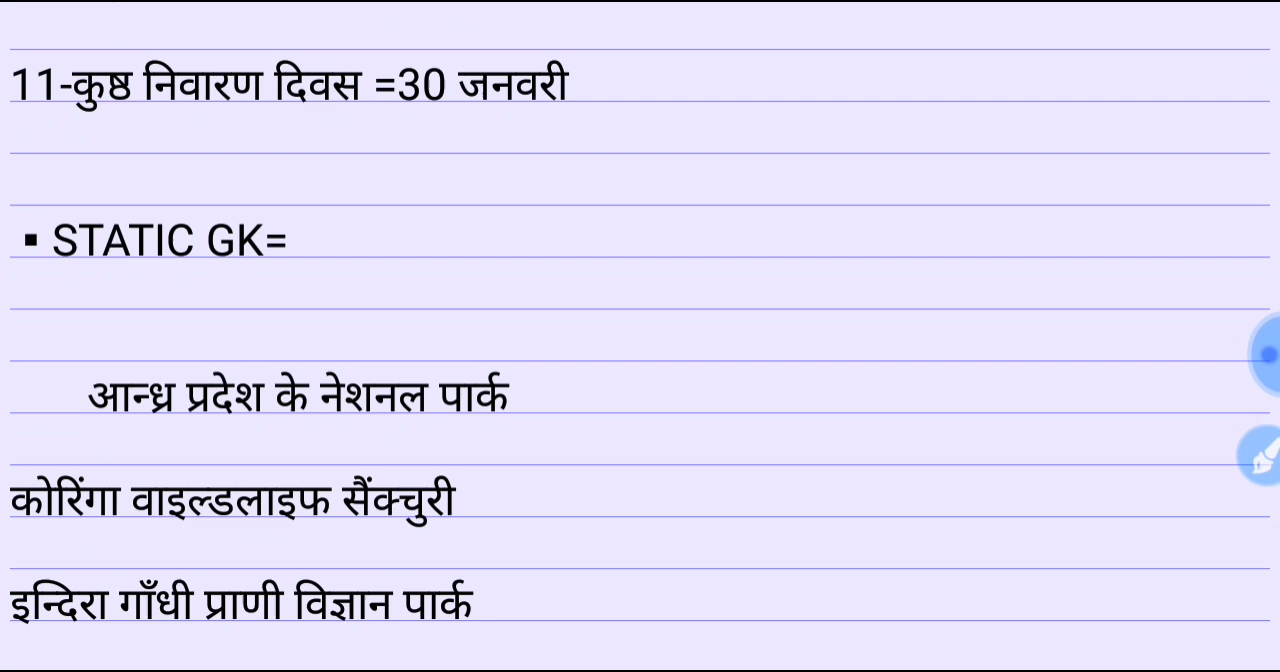 11-कुष्ठ निवारण दिवस =30 जनवरी
▪ STATIC GK=
आन्ध्र प्रदेश के नेशनल पार्क
कोरिंगा वाइल्डलाइफ सैंक्चुरी
इन्दिरा गाँधी प्राणी विज्ञान पार्क